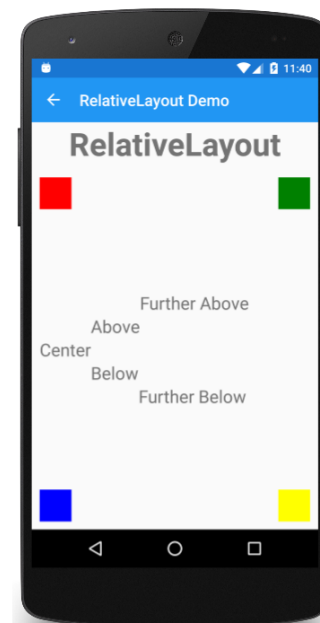 11:40
RelativeLayout Demo
RelativeLayout
Further Above
Above
Center
Below
Further Below